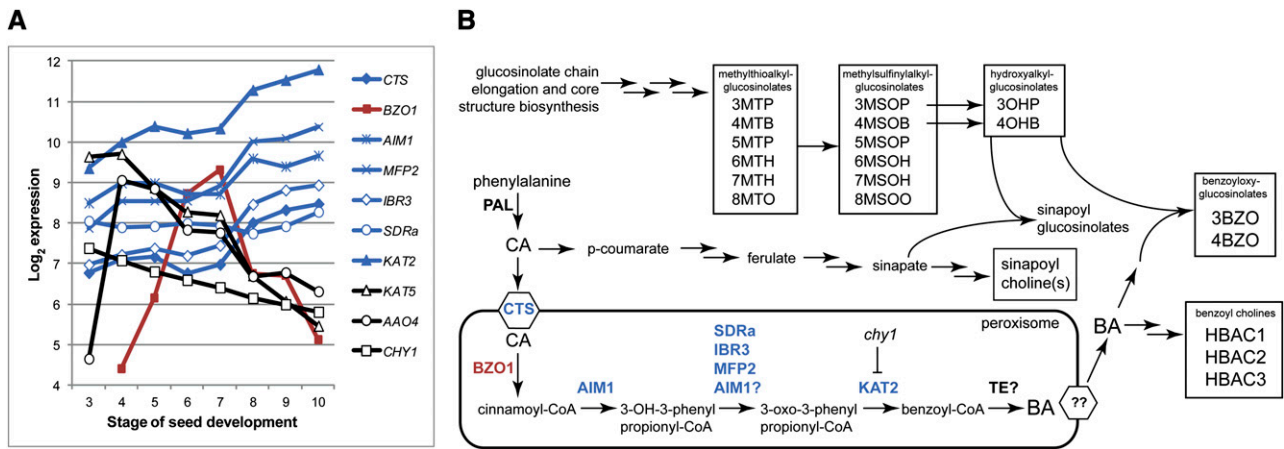 A
12
11
10
9
8
7
6
5
4
Log2 expression
3 4 5 6 7 8 9 10
Stage of seed development
CTS
BZO1
AIM1
MFP2
IBR3
SDRa
KAT2
KAT5
AAO4
CHY1
B
glucosinolate chain
elongation and core
structure biosynthesis
methylthioalkyl-
glucosinolates
3MTP
4MTB
5MTP
6MTH
7MTH
8MTO
methylsulfinylalkyl-
glucosinolates
3MSOP
4MSOB
5MSOP
6MSOH
7MSOH
8MSOO
hydroxyalkyl-
glucosinolates
3OHP
4OHB
benzoyloxy-
glucosinolates
3BZO
4BZO
phenylalanine
PAL
CA
p-coumarate
ferulate
sinapate
sinapoyl
glucosinolates
sinapoyl
choline(s)
CTS
CA
peroxisome
BZO1
cinnamoyl-CoA
AIM1
3-OH-3-phenyl
propionyl-CoA
SDRa
IBR3
MFP2
AIM1?
3-oxo-3-phenyl
propionyl-CoA
chy1
KAT2
benzoyl-CoA
TE?
BA
??
BA
benzoyl cholines
HBAC1
HBAC2
HBAC3